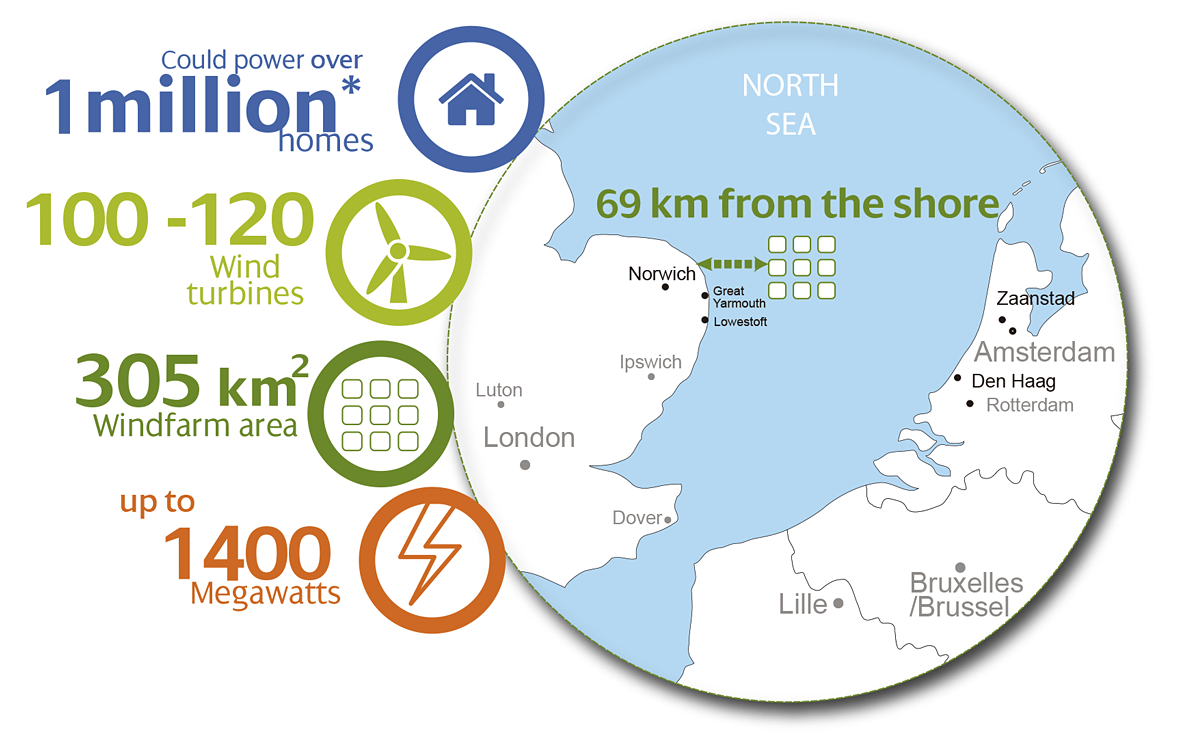 Could power over
1million*
homes
100 -120
Wind
turbines
305 km²
Windfarm area
up to
1400
Megawatts
NORTH
SEA
69 km from the shore
Norwich
Great
Yarmouth
Lowestoft
Ipswich
Luton
London
Dover
Zaanstad
Amsterdam
Den Haag
Rotterdam
Lille
Bruxelles
/Brussel